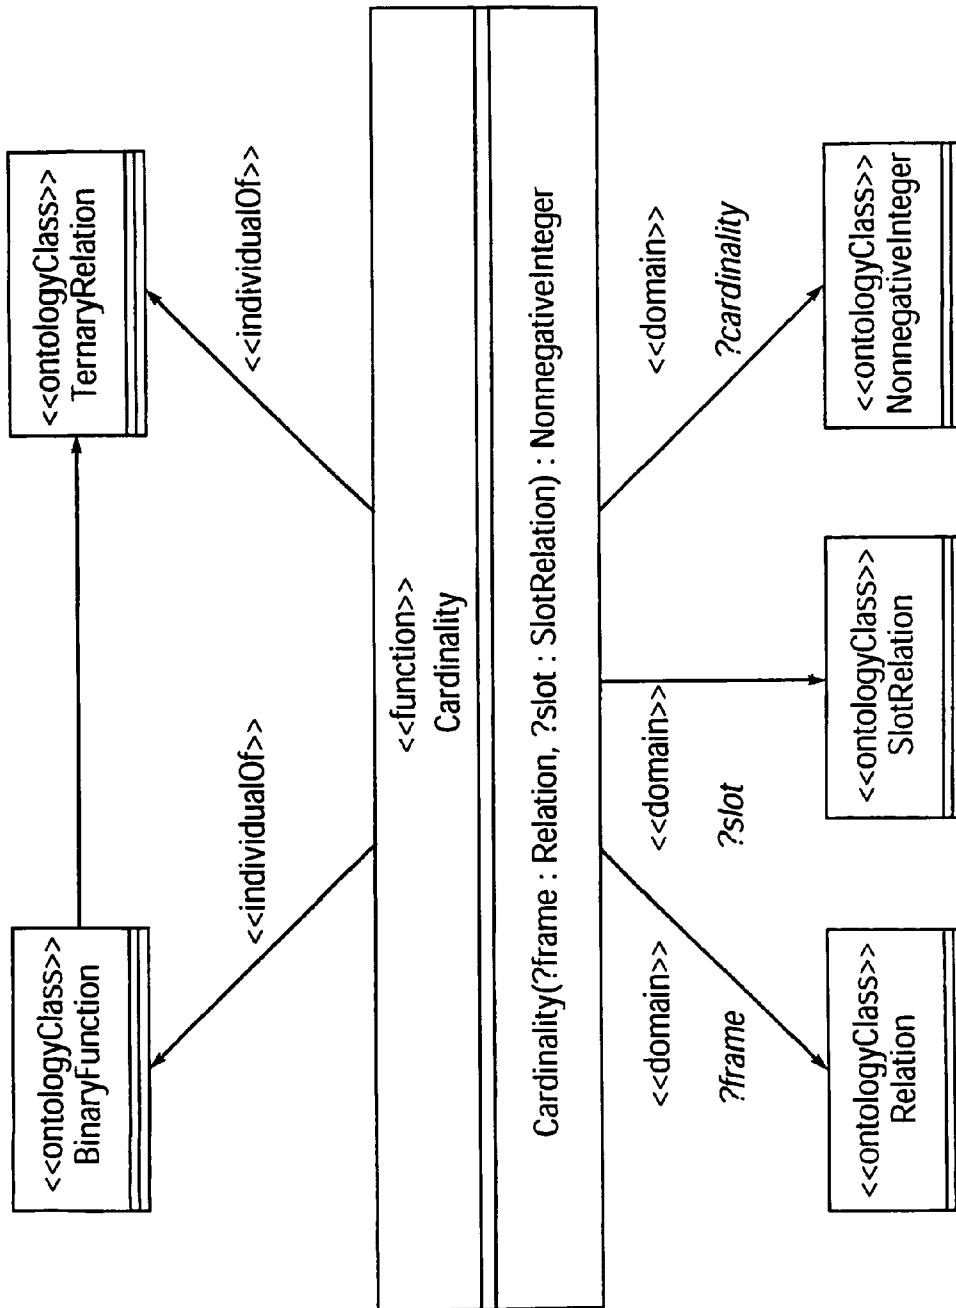 <<ontologyClass>>
BinaryFunction
<<ontologyClass>>
TernaryRelation
<<individualOf>>
<<individualOf>>
<<function>>
Cardinality
Cardinality(?frame : Relation, ?slot : SlotRelation) : NonnegativeInteger
<<domain>>
?frame
<<domain>>
?slot
<<domain>>
?cardinality
<<ontologyClass>>
Relation
<<ontologyClass>>
SlotRelation
<<ontologyClass>>
NonnegativeInteger